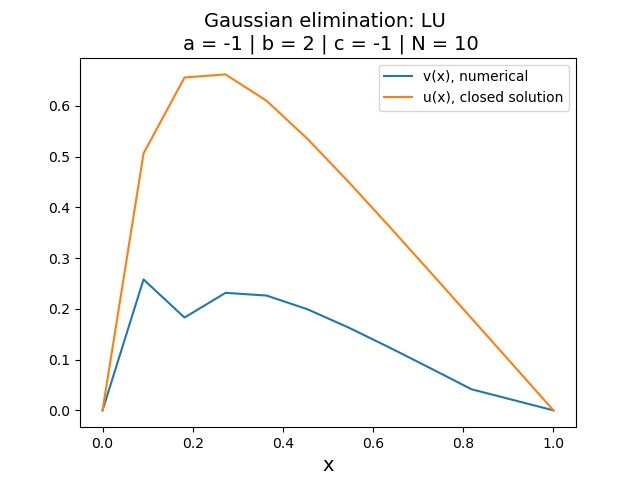 Gaussian elimination: LU
a = -1 | b = 2 | c = -1 | N = 10
v(x), numerical
u(x), closed solution
0.6
0.5
0.4
0.3
0.2
0.1
0.0
0.0 0.2 0.4 0.6 0.8 1.0
x